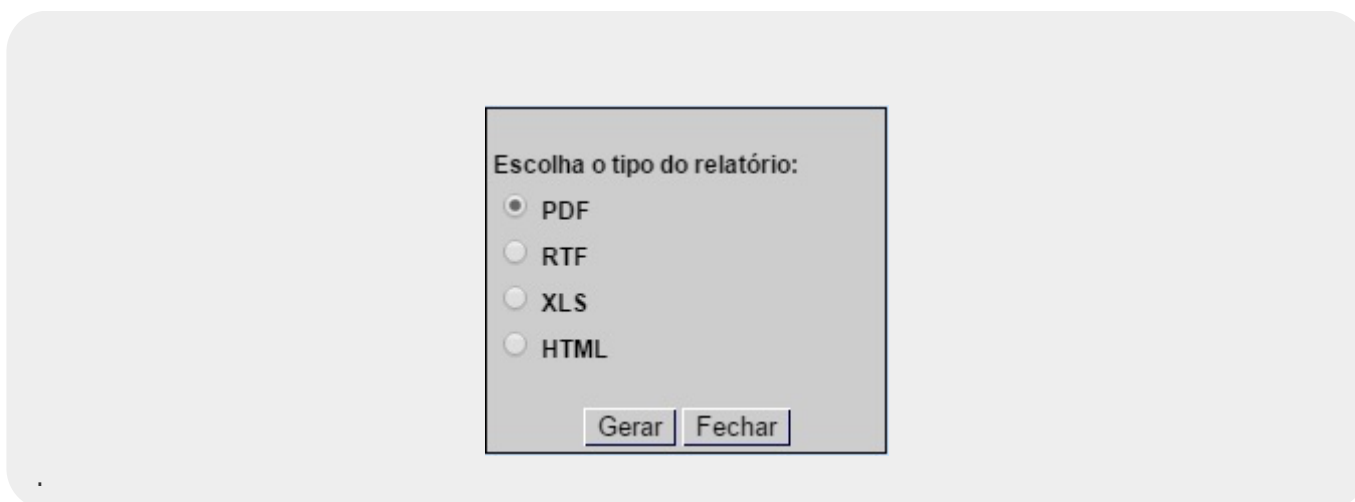 Escolha o tipo do relatório:
PDF
RTF
XLS
HTML
Gerar Fechar
.